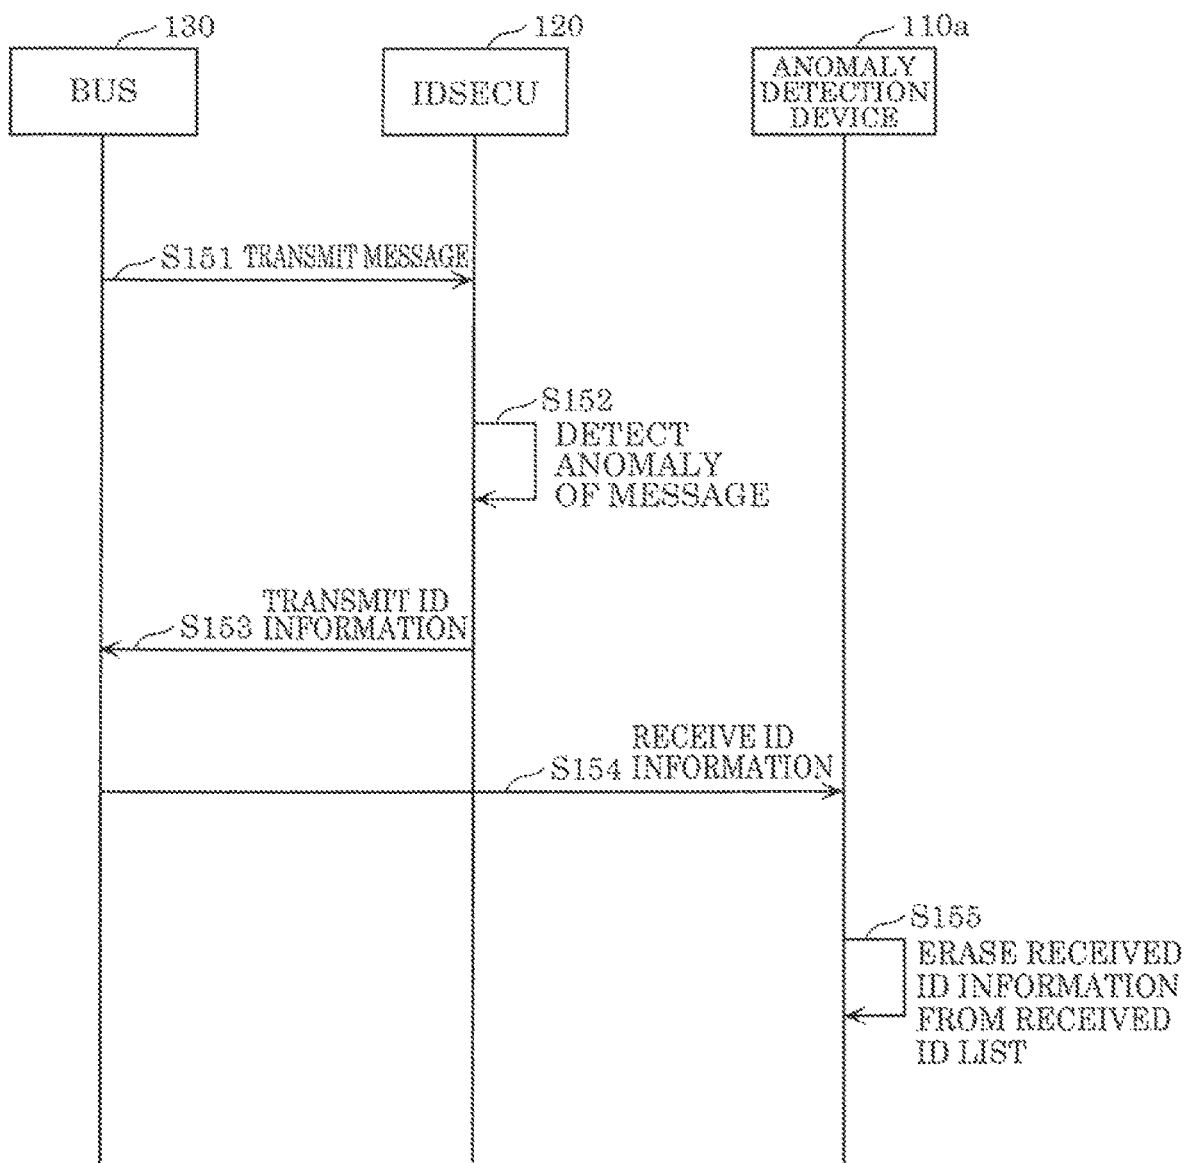 130
120
110a
BUS
IDSECU
ANOMALY
DETECTION
DEVICE
S151 TRANSMIT MESSAGE
S152
DETECT
ANOMALY
OF MESSAGE
TRANSMIT ID
S153 INFORMATION
RECEIVE ID
S154 INFORMATION
S155
ERASE RECEIVED
ID INFORMATION
FROM RECEIVED
ID LIST